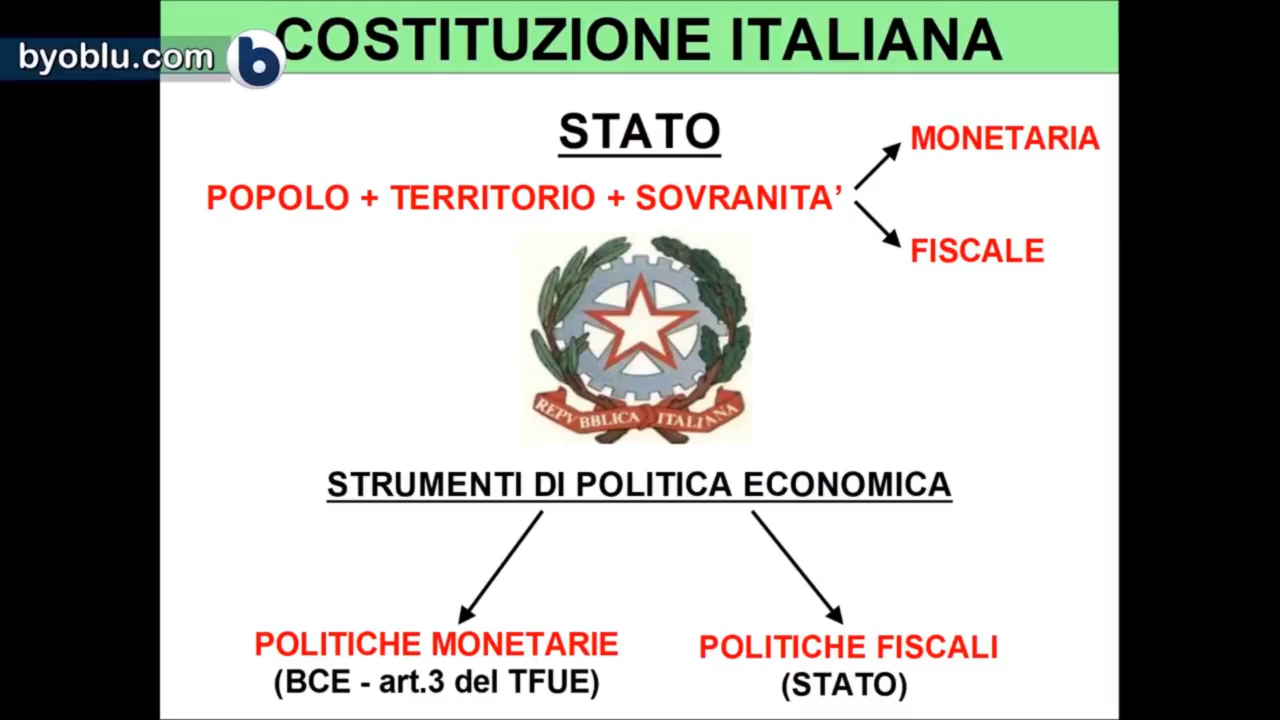 byoblu.com b
COSTITUZIONE ITALIANA
STATO
MONETARIA
POPOLO + TERRITORIO + SOVRANITA’
FISCALE
REPVBBLICA ITALIANA
STRUMENTI DI POLITICA ECONOMICA
POLITICHE MONETARIE
(BCE - art.3 del TFUE)
POLITICHE FISCALI
(STATO)